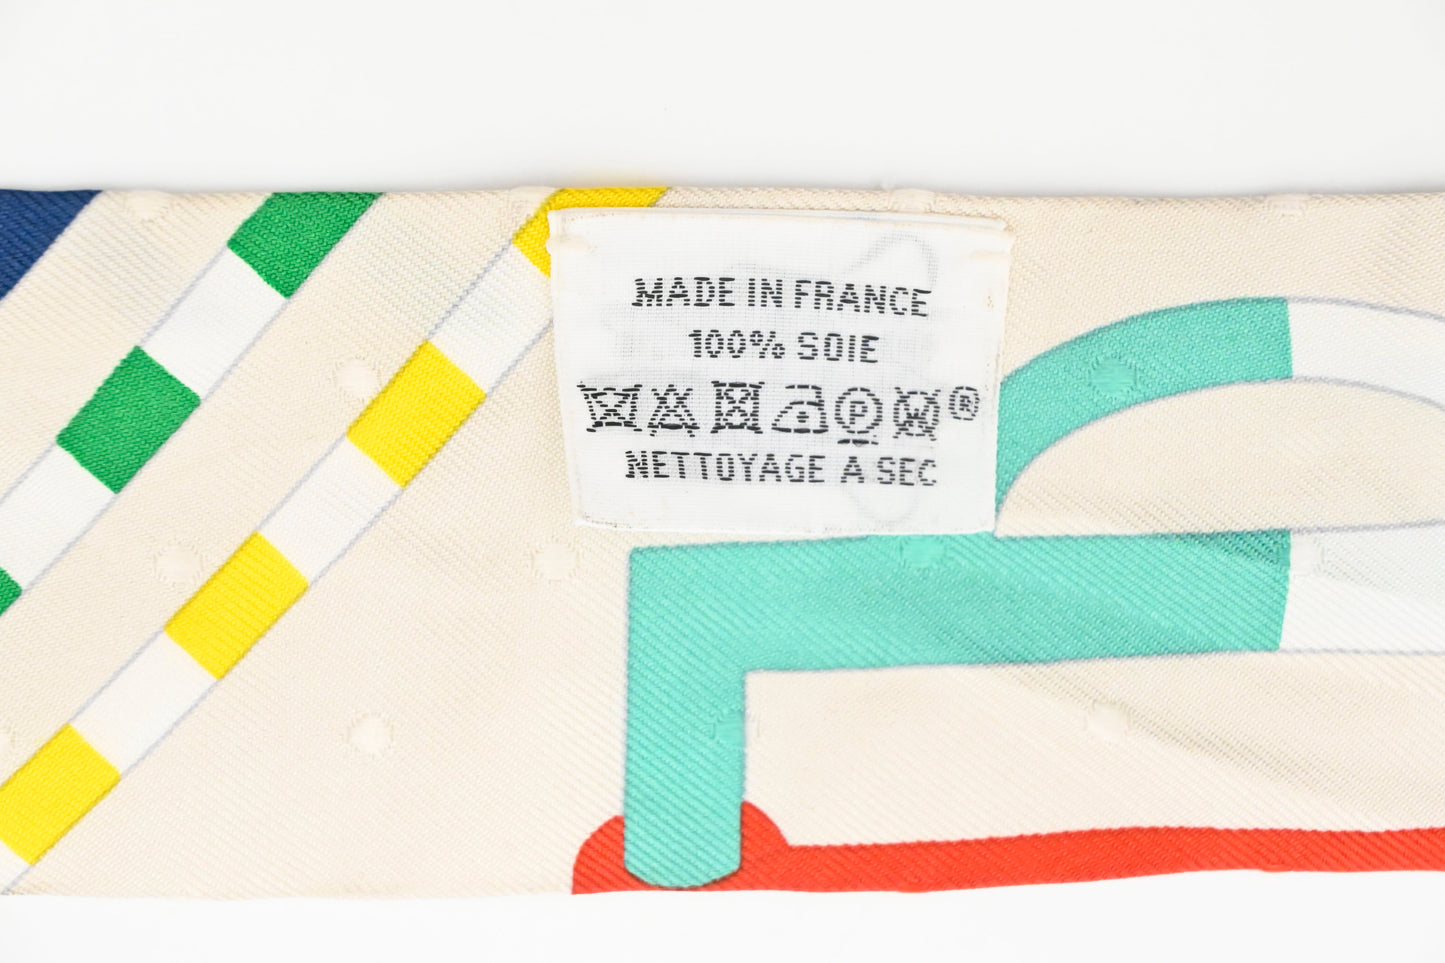 MADE IN FRANCE
100% SOIE
P W ®
NETTOYAGE A SEC